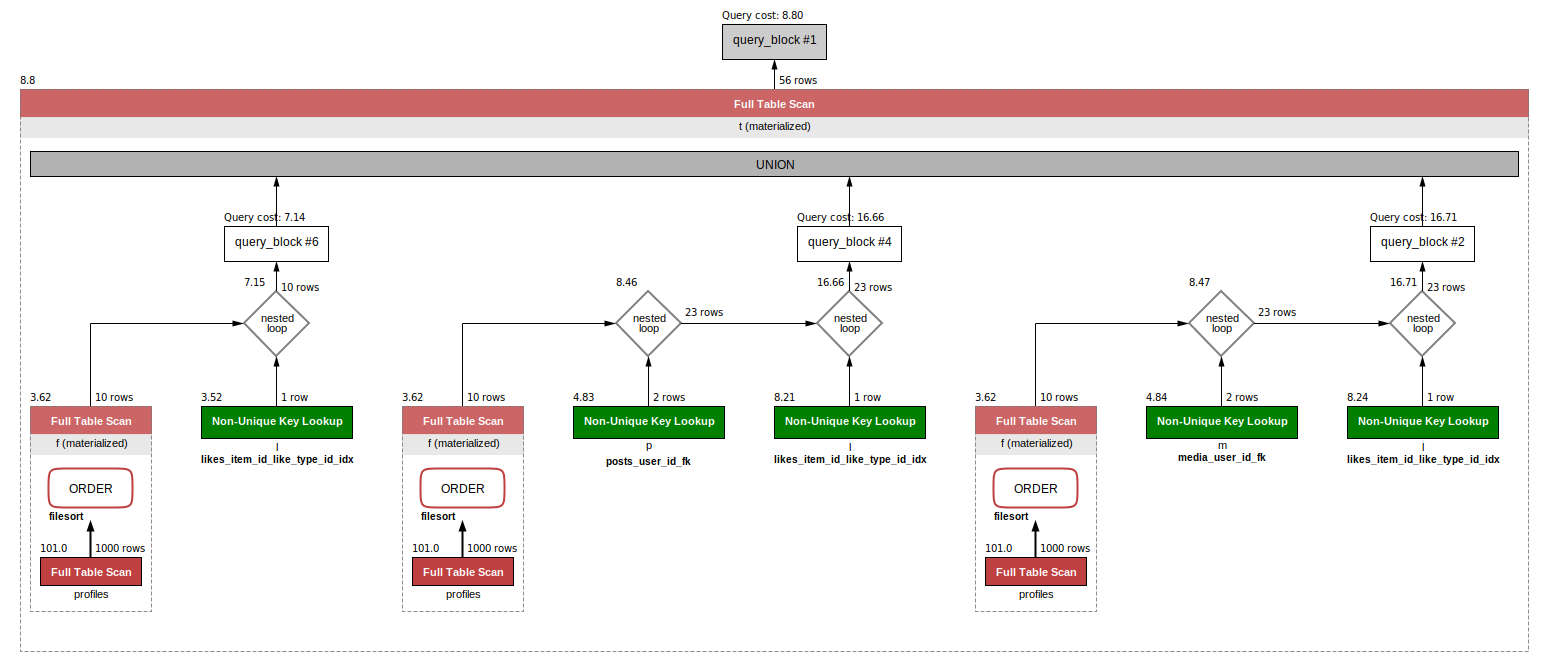 Query cost: 8.80
query_block #1
8.8
56 rows
Full Table Scan
t (materialized)
UNION
Query cost: 7.14
query_block #6
7.15
10 rows
nested
loop
3.62
10 rows
Full Table Scan
f (materialized)
ORDER
filesort
101.0
1000 rows
Full Table Scan
profiles
3.52
1 row
Non-Unique Key Lookup
l
likes_item_id_like_type_id_idx
Query cost: 16.66
query_block #4
8.46
nested
loop
23 rows
16.66
23 rows
nested
loop
3.62
10 rows
Full Table Scan
f (materialized)
ORDER
filesort
101.0
1000 rows
Full Table Scan
profiles
4.83
2 rows
Non-Unique Key Lookup
p
posts_user_id_fk
8.21
1 row
Non-Unique Key Lookup
l
likes_item_id_like_type_id_idx
Query cost: 16.71
query_block #2
8.47
nested
loop
23 rows
16.71
23 rows
nested
loop
3.62
10 rows
Full Table Scan
f (materialized)
ORDER
filesort
101.0
1000 rows
Full Table Scan
profiles
4.84
2 rows
Non-Unique Key Lookup
m
media_user_id_fk
8.24
1 row
Non-Unique Key Lookup
l
likes_item_id_like_type_id_idx